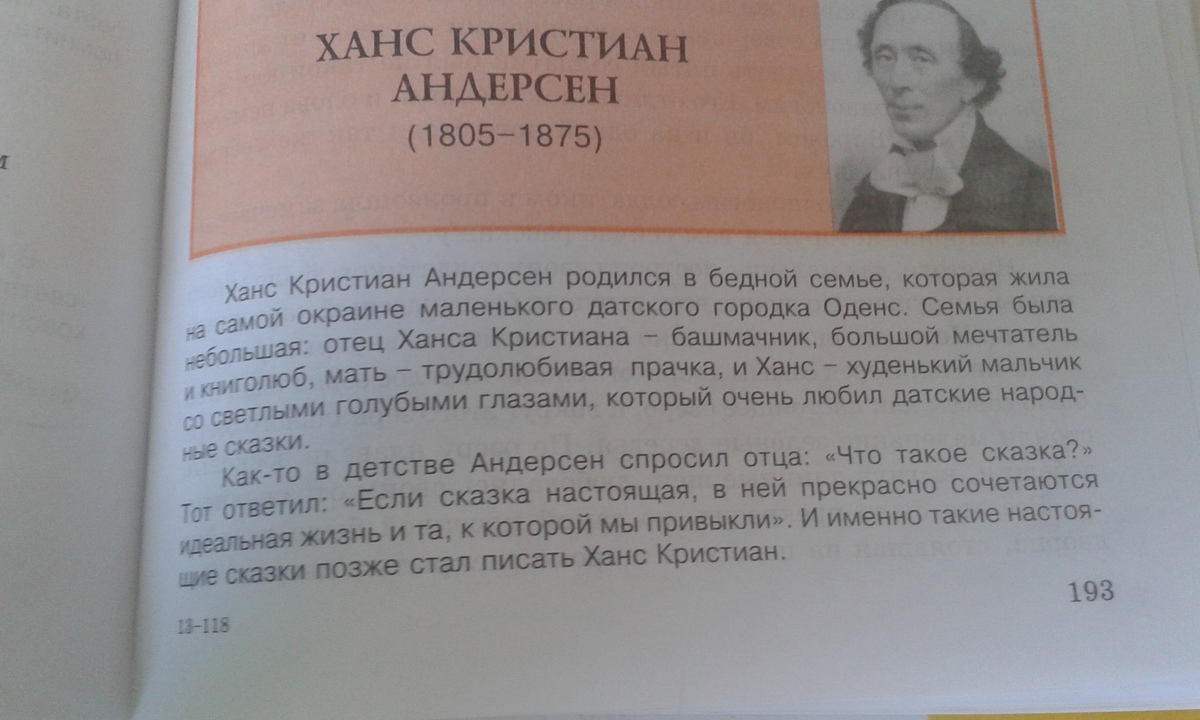 ХАНС КРИСТИАН
АНДЕРСЕН
(1805–1875)
Ханс Кристиан Андерсен родился в бедной семье, которая жила
на самой окраине маленького датского городка Оденс. Семья была
небольшая: отец Ханса Кристиана – башмачник, большой мечтатель
и книголюб, мать – трудолюбивая прачка, и Ханс – худенький мальчик
со светлыми голубыми глазами, который очень любил датские народ-
ные сказки.
Как-то в детстве Андерсен спросил отца: «Что такое сказка?»
Тот ответил: «Если сказка настоящая, в ней прекрасно сочетаются
идеальная жизнь и та, к которой мы привыкли». И именно такие настоя-
щие сказки позже стал писать Ханс Кристиан.
193
13–118